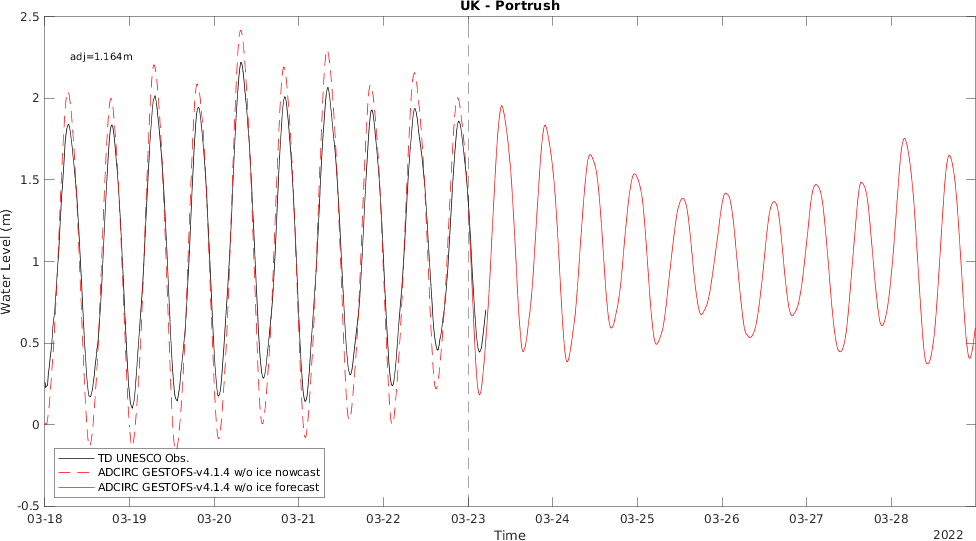 UK - Portrush
adj=1.164m
2.5
2
1.5
1
0.5
0
-0.5
Water Level (m)
TD UNESCO Obs.
ADCIRC GESTOFS-v4.1.4 w/o ice nowcast
ADCIRC GESTOFS-v4.1.4 w/o ice forecast
03-18 03-19 03-20 03-21 03-22 03-23 03-24 03-25 03-26 03-27 03-28
Time
2022